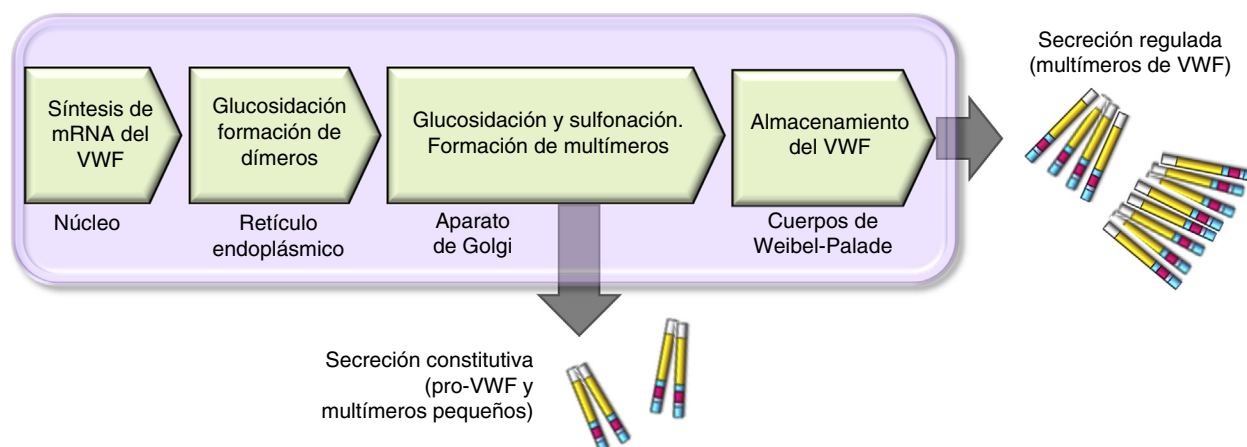 Síntesis de
mRNA del
VWF
Núcleo
Glucosidación
formación de
dímeros
Retículo
endoplásmico
Glucosidación y sulfonación.
Formación de multímeros
Aparato
de Golgi
Almacenamiento
del VWF
Cuerpos de
Weibel-Palade
Secreción regulada
(multímeros de VWF)
Secreción constitutiva
(pro-VWF y
multímeros pequeños)